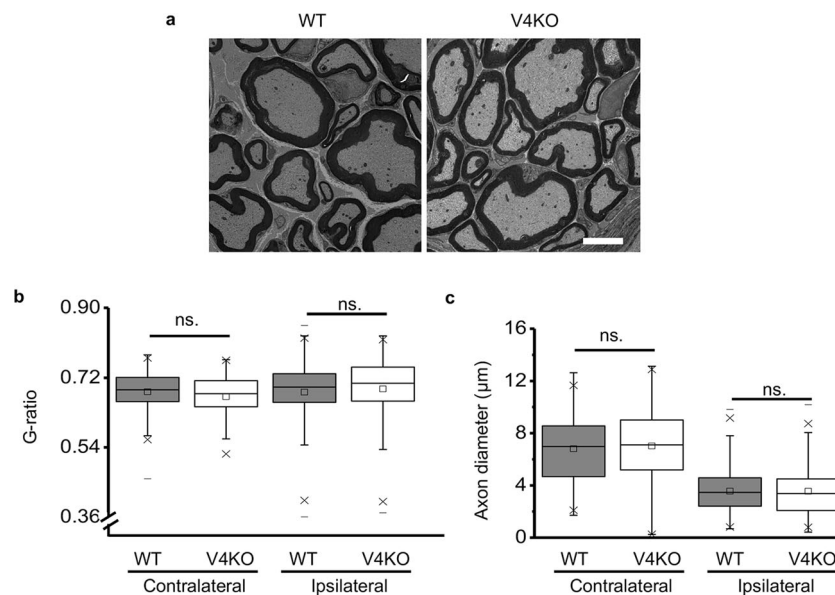 a
WT V4KO
b
0.90
0.72
0.54
0.36
G-ratio
ns. ns.
WT V4KO WT V4KO
Contralateral Ipsilateral
c
16
12
8
4
0
Axon diameter (μm)
ns. ns.
WT V4KO WT V4KO
Contralateral Ipsilateral